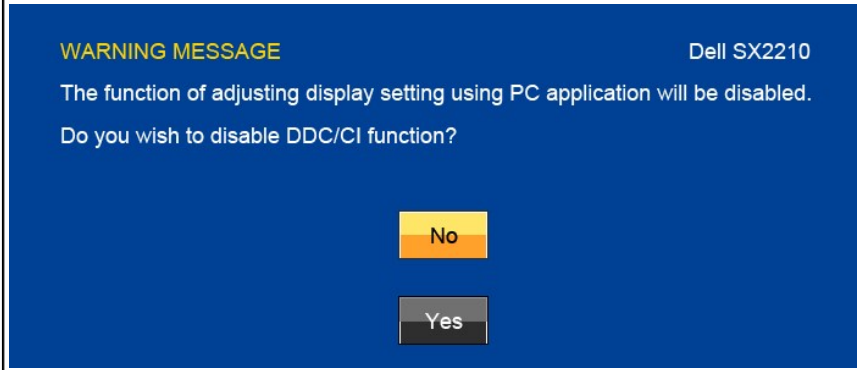 WARNING MESSAGE Dell SX2210
The function of adjusting display setting using PC application will be disabled.
Do you wish to disable DDC/CI function?
No
Yes